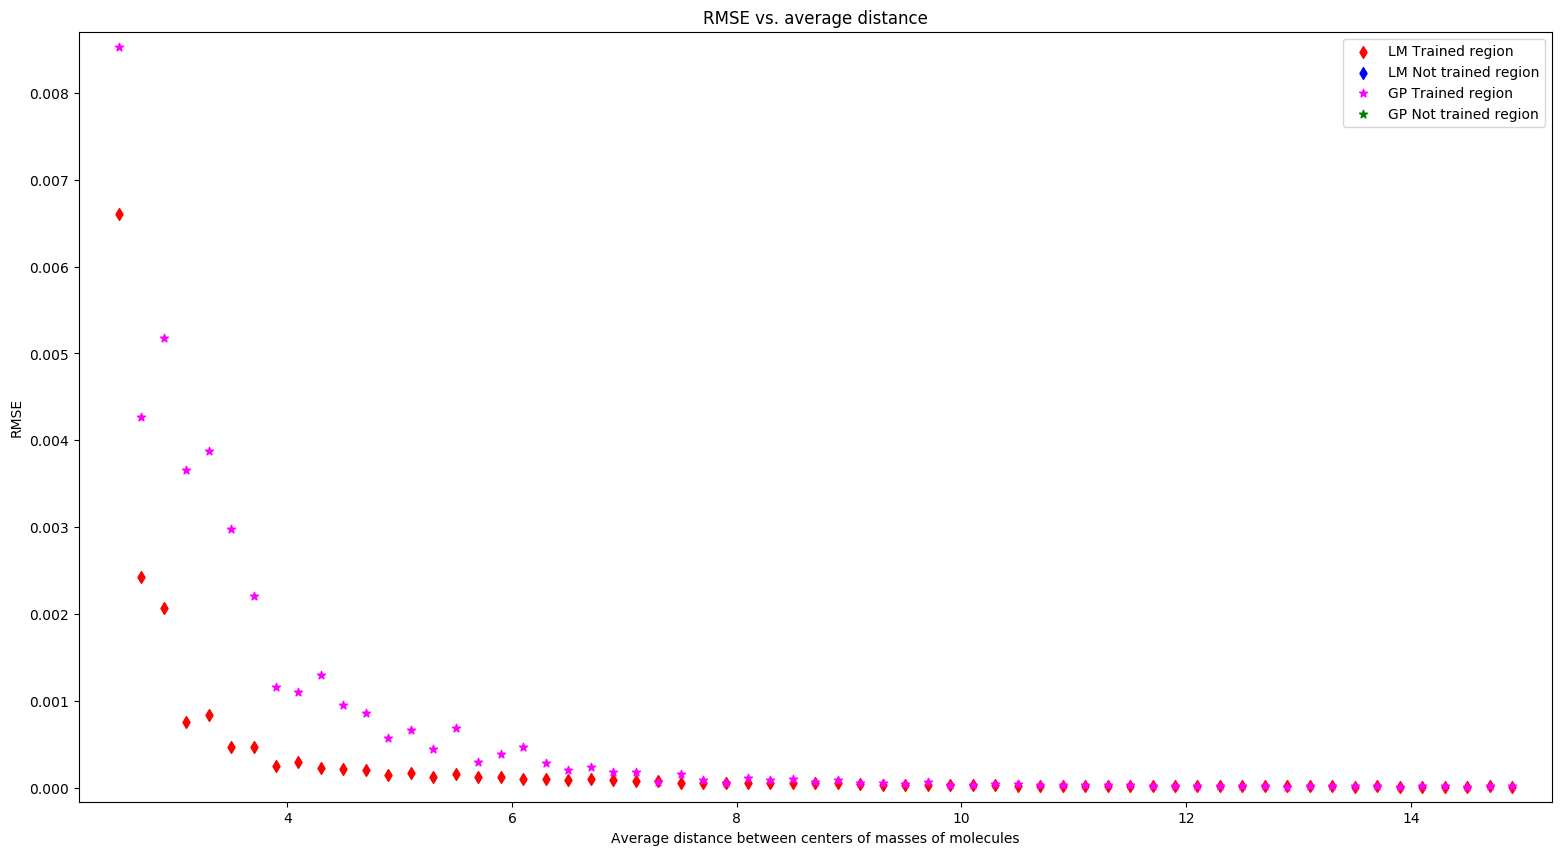 RMSE vs. average distance
LM Trained region
LM Not trained region
GP Trained region
GP Not trained region
0.008
0.007
0.006
0.005
0.004
0.003
0.002
0.001
0.000
RMSE
4 6 8 10 12 14
Average distance between centers of masses of molecules